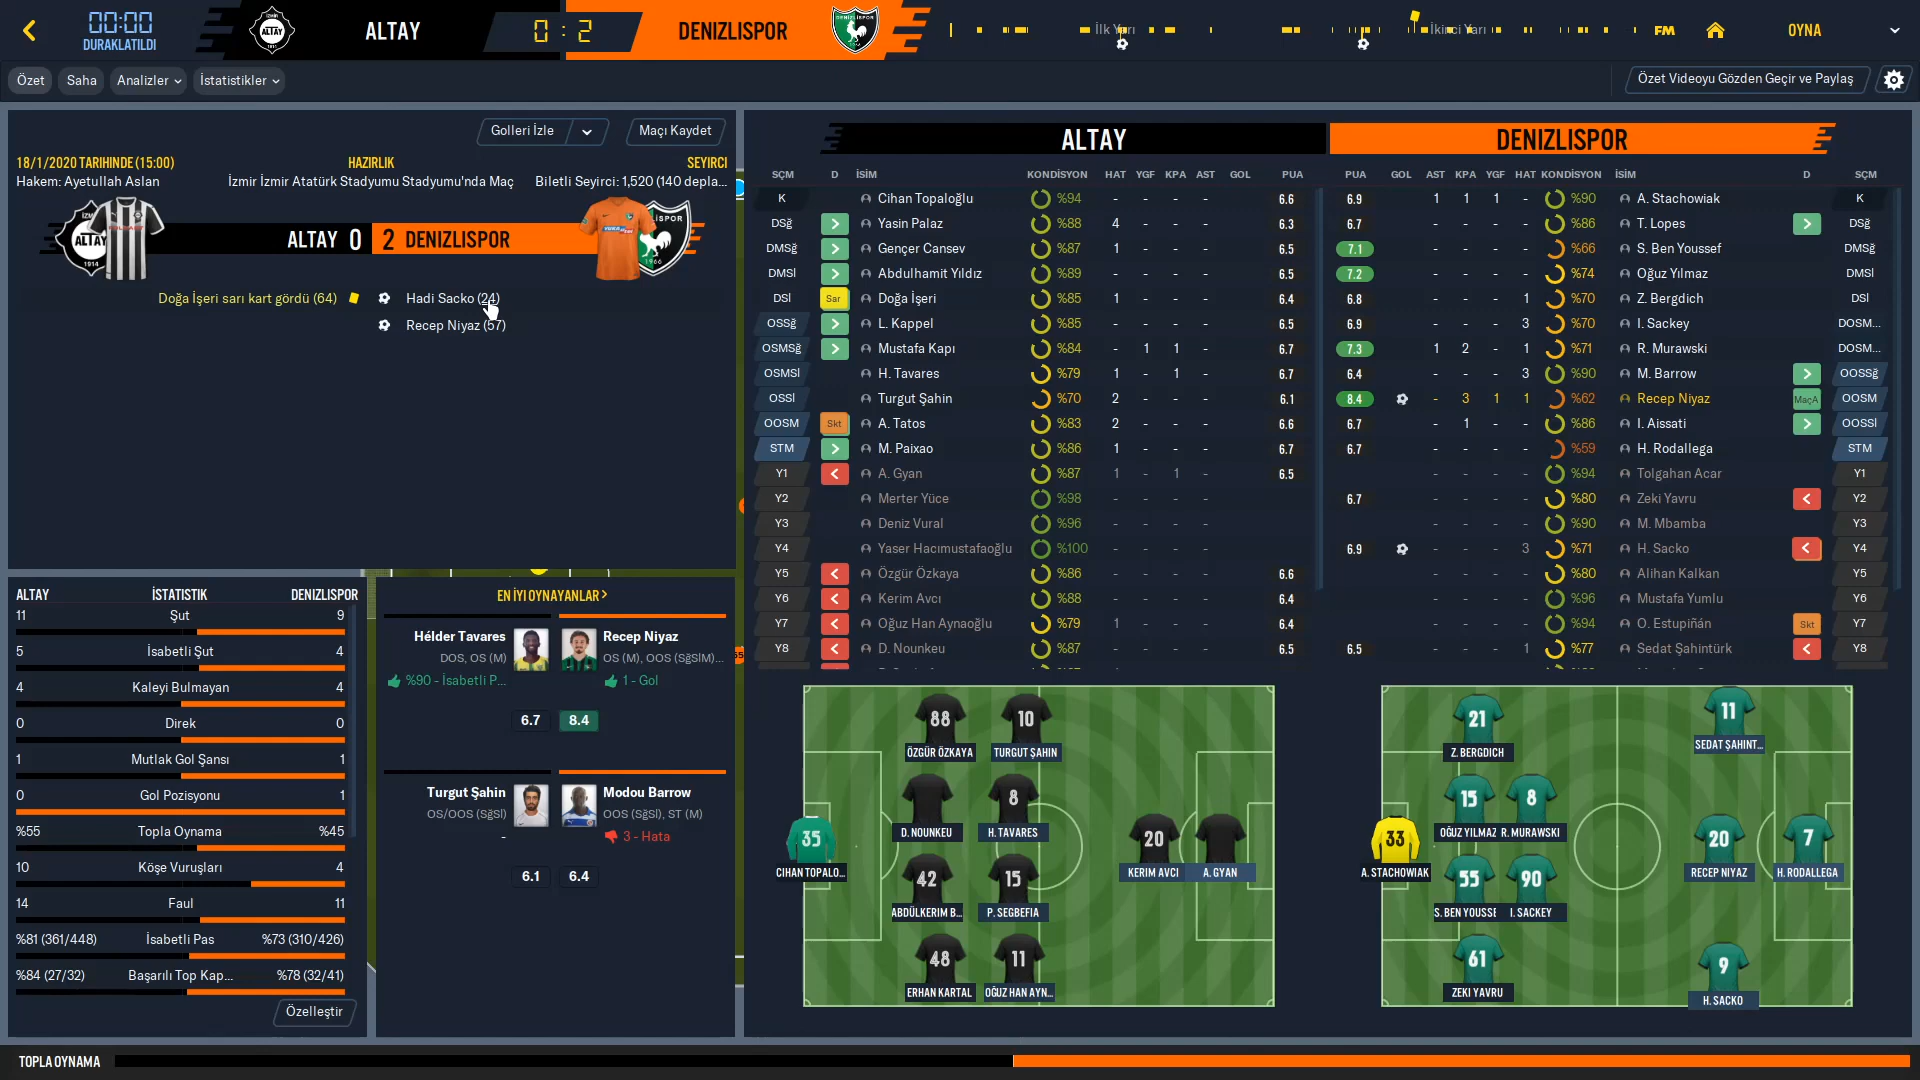 00:00
DURAKLATILDI
ALTAY
0 : 2
DENIZLISPOR
İlk Yarı
İkinci Yarı
FM
OYNA
Özet
Saha
Analizler
İstatistikler
Özet Videoyu Gözden Geçir ve Paylaş
Golleri İzle
Maçı Kaydet
18/1/2020 TARIHINDE (15:00)
HAZIRLIK
SEYIRCI
Hakem: Ayetullah Aslan
İzmir İzmir Atatürk Stadyumu Stadyumu'nda Maç
Biletli Seyirci: 1,520 (140 depla...
ALTAY 0
2 DENIZLISPOR
Doğa İşeri sarı kart gördü (64)
Hadi Sacko (24)
Recep Niyaz (57)
ALTAY İSTATISTIK DENIZLISPOR
11 Şut 9
5 İsabetli Şut 4
4 Kaleyi Bulmayan 4
0 Direk 0
1 Mutlak Gol Şansı 1
0 Gol Pozisyonu 1
%55 Topla Oynama %45
10 Köşe Vuruşları 4
14 Faul 11
%81 (361/448) İsabetli Pas %73 (310/426)
%84 (27/32) Başarılı Top Kap... %78 (32/41)
Özelleştir
EN İYI OYNAYANLAR >
Hélder Tavares
DOS, OS (M)
%90 - İsabetli P...
6.7
Recep Niyaz
OS (M), OOS (SğSlM)...
1 - Gol
8.4
Turgut Şahin
OS/OOS (SğSl)
-
6.1
Modou Barrow
OOS (SğSl), ST (M)
3 - Hata
6.4
ALTAY
DENIZLISPOR
SÇM D İSİM KONDİSYON HAT YGF KPA AST GOL PUA
K Cihan Topaloğlu %94 - - - - 6.6
DSğ Yasin Palaz %88 4 - - - 6.3
DMSğ Gençer Cansev %87 1 - - - 6.5
DMSl Abdulhamit Yıldız %89 - - - - 6.5
DSl Sar Doğa İşeri %85 1 - - - 6.4
OSSğ L. Kappel %85 - - - - 6.5
OSMSğ Mustafa Kapı %84 - 1 1 - 6.7
OSMSl H. Tavares %79 1 - 1 - 6.7
OSSl Turgut Şahin %70 2 - - - 6.1
OOSM Skt A. Tatos %83 2 - - - 6.6
STM M. Paixao %86 1 - - - 6.7
Y1 A. Gyan %87 1 - 1 - 6.5
Y2 Merter Yüce %98 - - - -
Y3 Deniz Vural %96 - - - -
Y4 Yaser Hacımustafaoğlu %100 - - - -
Y5 Özgür Özkaya %86 - - - - 6.6
Y6 Kerim Avcı %88 - - - - 6.4
Y7 Oğuz Han Aynaoğlu %79 1 - - - 6.4
Y8 D. Nounkeu %87 - - - - 6.5
PUA GOL AST KPA YGF HAT KONDİSYON İSİM D SÇM
6.9 1 1 1 - %90 A. Stachowiak K
6.7 - - - - %86 T. Lopes DSğ
7.1 - - - - %66 S. Ben Youssef DMSğ
7.2 - - - - %74 Oğuz Yılmaz DMSl
6.8 - - - 1 %70 Z. Bergdich DSl
6.9 - - - 3 %70 I. Sackey DOSM...
7.3 1 2 - 1 %71 R. Murawski DOSM...
6.4 - - - 3 %90 M. Barrow OOSSğ
8.4 - 3 1 1 %62 Recep Niyaz MaçA OOSM
6.7 - 1 - - %86 I. Aissati OOSSl
6.7 - - - - %59 H. Rodallega STM
- - - - %94 Tolgahan Acar Y1
6.7 - - - - %80 Zeki Yavru Y2
- - - - %90 M. Mbamba Y3
6.9 - - - 3 %71 H. Sacko Y4
- - - - %80 Alihan Kalkan Y5
- - - - %96 Mustafa Yumlu Y6
- - - - %94 O. Estupiñán Skt Y7
6.5 - - - 1 %77 Sedat Şahintürk Y8
35
CIHAN TOPALO...
88
ÖZGÜR ÖZKAYA
10
TURGUT ŞAHIN
D. NOUNKEU
8
H. TAVARES
42
ABDÜLKERIM B...
15
P. SEGBEFIA
48
ERHAN KARTAL
11
OĞUZ HAN AYN...
20
KERIM AVCI
A. GYAN
33
A. STACHOWIAK
21
Z. BERGDICH
15
OĞUZ YILMAZ
8
R. MURAWSKI
55
S. BEN YOUSSE
90
I. SACKEY
61
ZEKI YAVRU
11
SEDAT ŞAHINT...
20
RECEP NIYAZ
7
H. RODALLEGA
9
H. SACKO
TOPLA OYNAMA